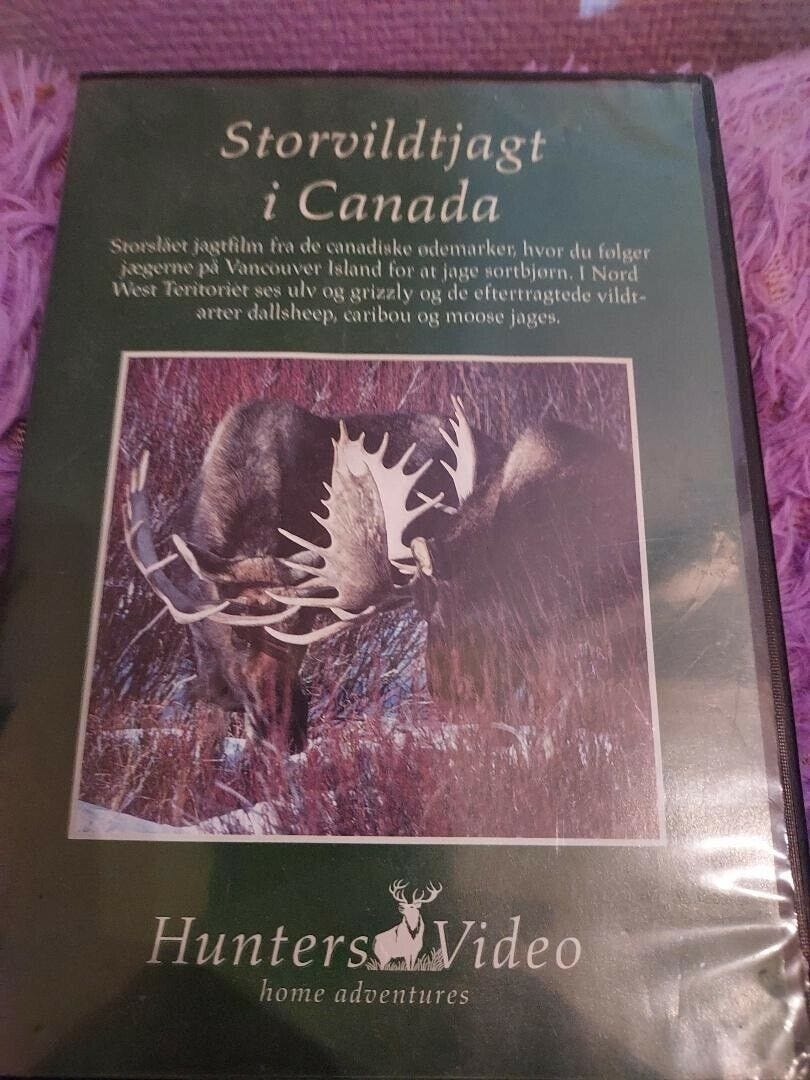 Storvildtjagt
i Canada
Storslået jagtfilm fra de canadiske ødemarker, hvor du følger
jægerne på Vancouver Island for at jage sortbjørn. I Nord
West Teritoriet ses ulv og grizzly og de eftertragtede vildt-
arter dallsheep, caribou og moose jages.
Hunters Video
home adventures